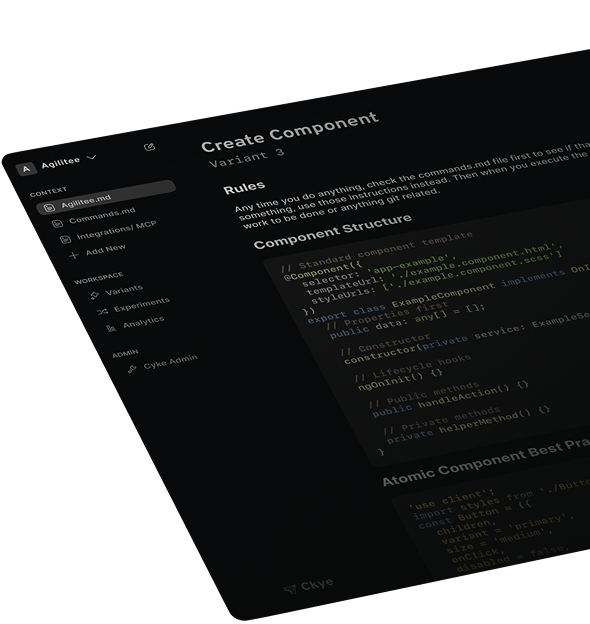 A Agilitee
CONTEXT
Agilitee.md
Commands.md
Integrations/ MCP
Add New
WORKSPACE
Variants
Experiments
Analytics
ADMIN
Cyke Admin
Ckye
Create Component
Variant 3
Rules
Any time you do anything, check the commands.md file first to see if
something, use those instructions instead. Then when you execute the
work to be done or anything git related.
Component Structure
// Standard component template
@Component({
selector: 'app-example',
templateUrl: './example.component.html',
styleUrls: ['./example.component.scss']
})
export class ExampleComponent implements
// Properties first
public data: any[] = [];
// Constructor
constructor(private service:
// Lifecycle hooks
ngOnInit() {}
// Public methods
public handleAction() {}
// Private methods
private helperMethod() {}
}
Atomic Component Best
'use client';
import styles from
const Button = ({
children,
variant = 'primary',
size = 'medium',
onClick,
disabled = false,